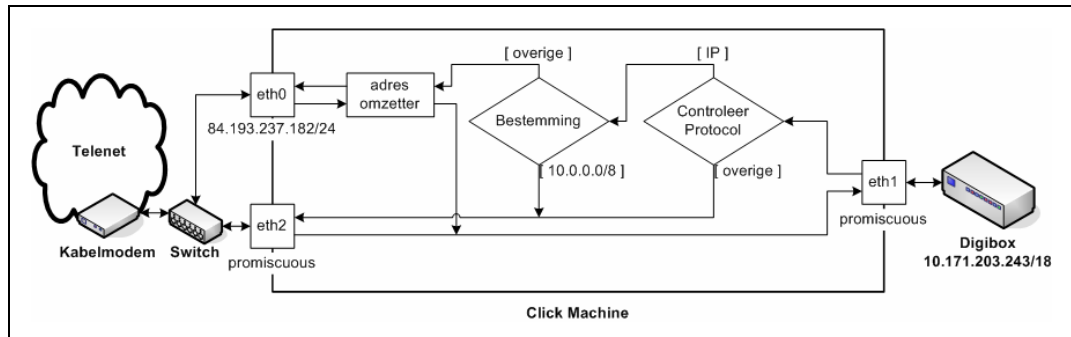 [ overige ]
[ IP ]
eth0
adres
omzetter
84.193.237.182/24
Bestemming
Controleer
Protocol
Telenet
[ 10.0.0.0/8 ]
[ overige ]
eth1
promiscuous
eth2
promiscuous
Kabelmodem
Switch
Digibox
10.171.203.243/18
Click Machine